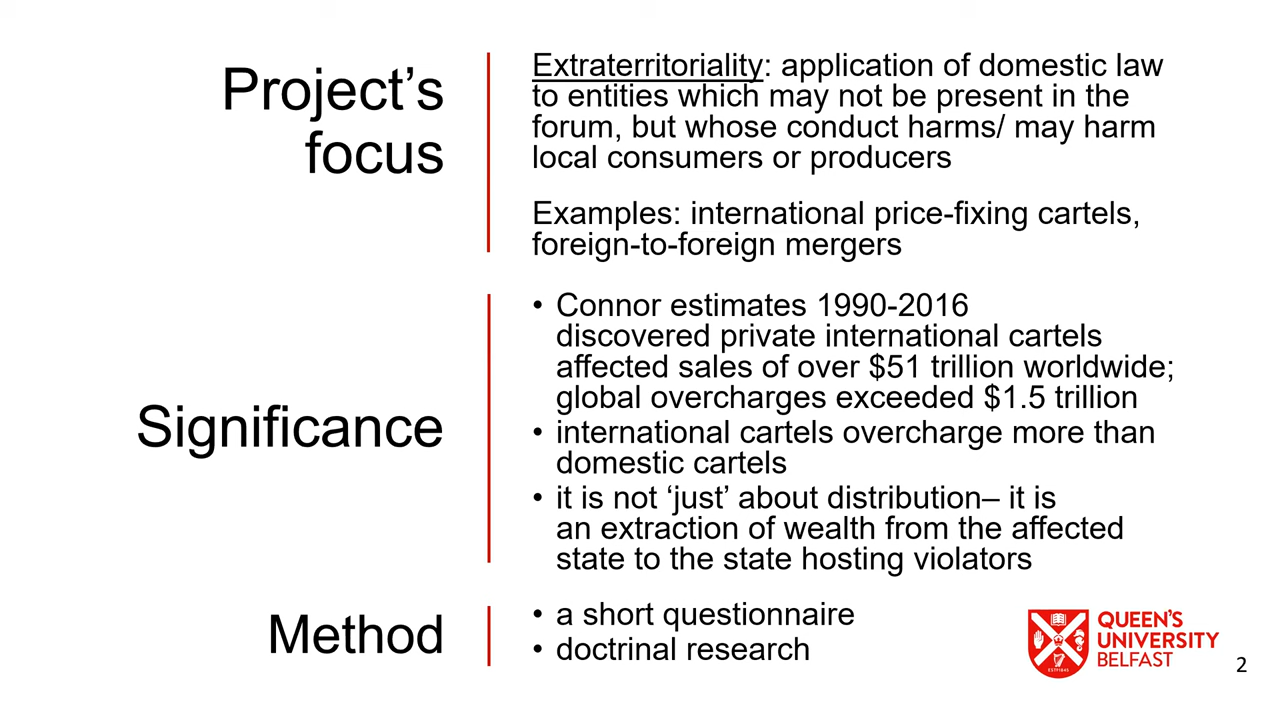 Project’s
focus
Extraterritoriality: application of domestic law
to entities which may not be present in the
forum, but whose conduct harms/ may harm
local consumers or producers
Examples: international price-fixing cartels,
foreign-to-foreign mergers
Significance
• Connor estimates 1990-2016
discovered private international cartels
affected sales of over $51 trillion worldwide;
global overcharges exceeded $1.5 trillion
• international cartels overcharge more than
domestic cartels
• it is not ‘just’ about distribution– it is
an extraction of wealth from the affected
state to the state hosting violators
Method
• a short questionnaire
• doctrinal research
QUEEN’S
UNIVERSITY
BELFAST
ESTD1845
2